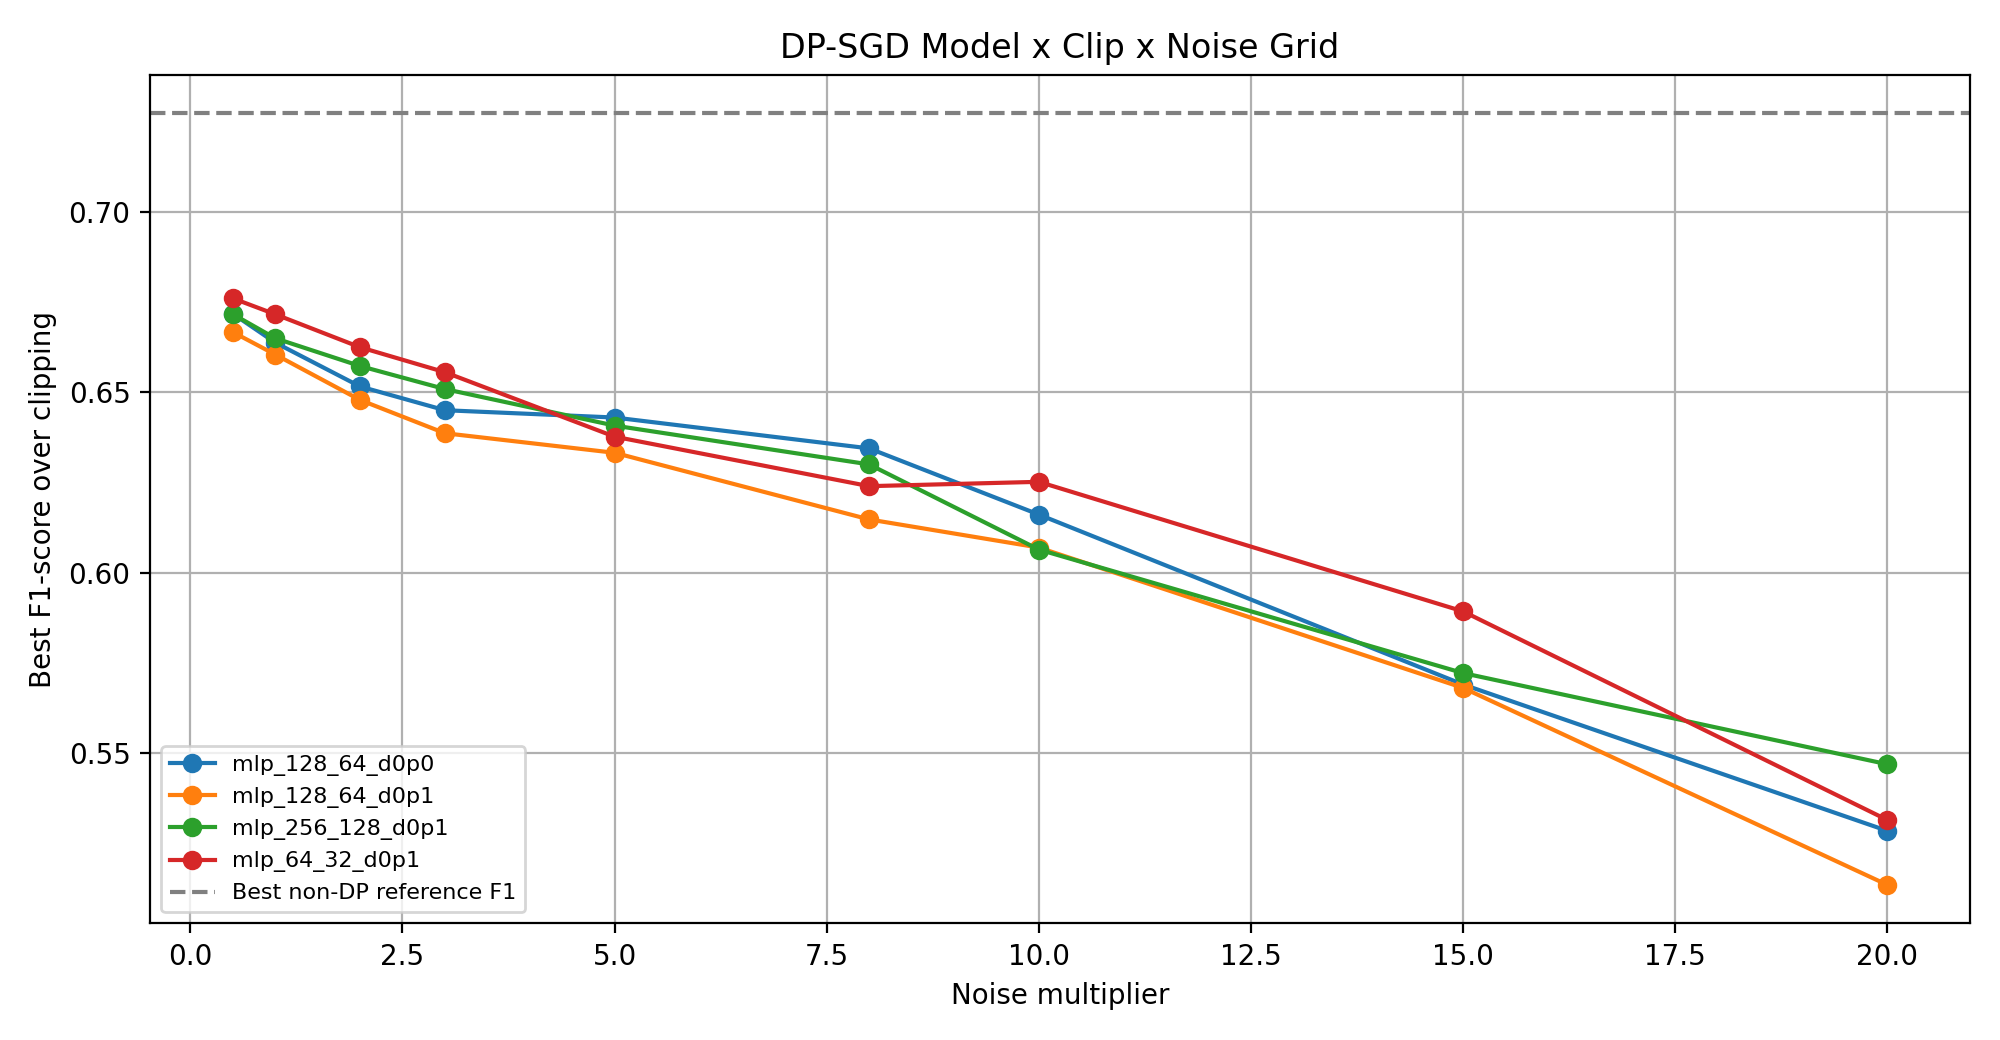 DP-SGD Model x Clip x Noise Grid
Best F1-score over clipping
0.70
0.65
0.60
0.55
mlp_128_64_d0p0
mlp_128_64_d0p1
mlp_256_128_d0p1
mlp_64_32_d0p1
Best non-DP reference F1
0.0 2.5 5.0 7.5 10.0 12.5 15.0 17.5 20.0
Noise multiplier